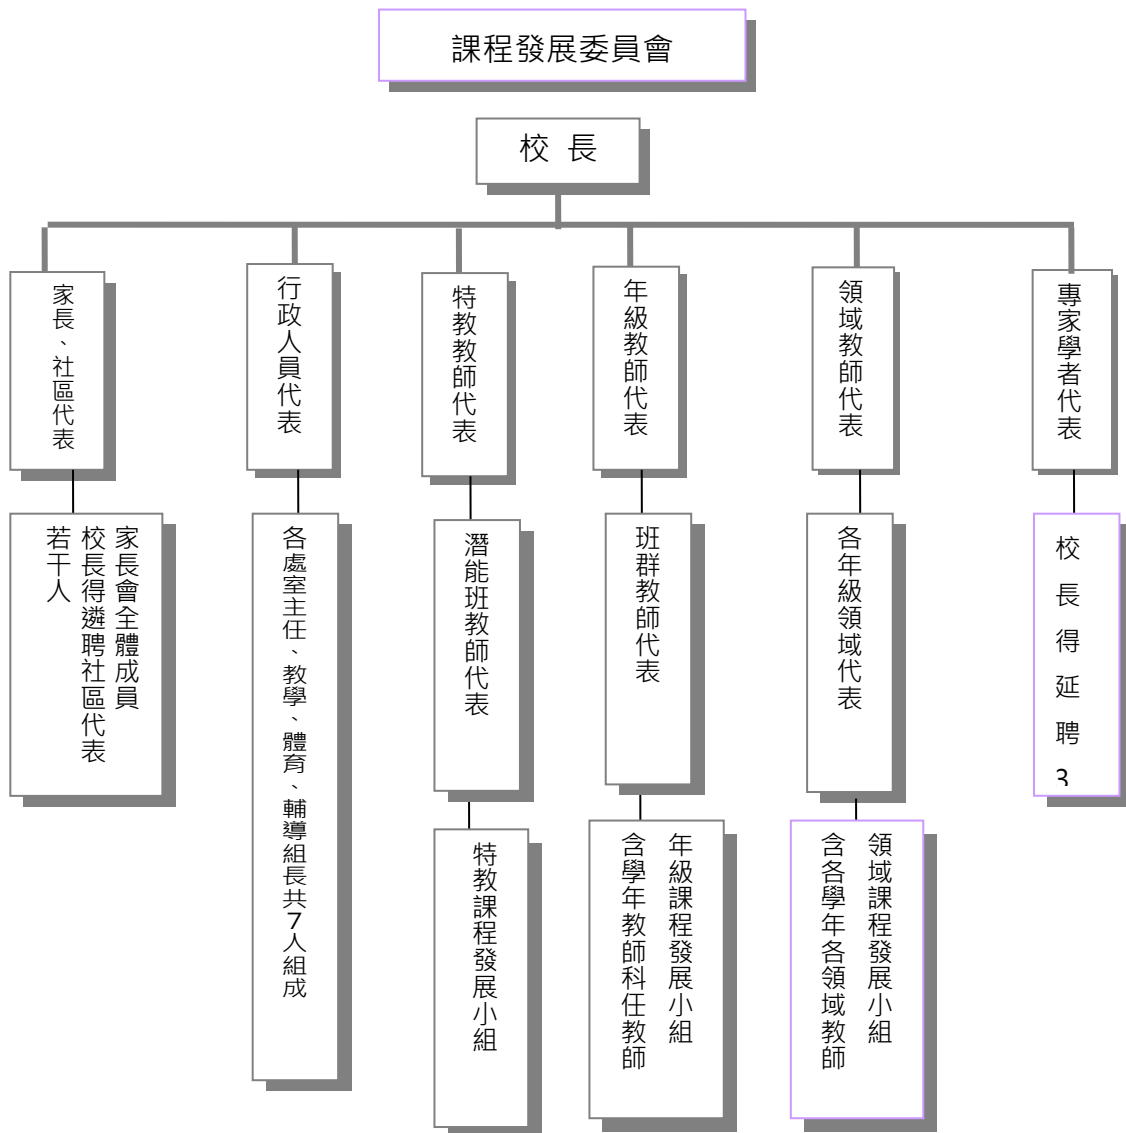 課程發展委員會
校 長
家長、社區代表
行政人員代表
特教教師代表
年級教師代表
領域教師代表
專家學者代表
家長會全體成員
校長得遴聘社區代表
若干人
各處室主任、教學、體育、輔導組長共7人組成
潛能班教師代表
班群教師代表
各年級領域代表
校長得延聘3
特教課程發展小組
年級課程發展小組
含學年教師科任教師
領域課程發展小組
含各學年各領域教師